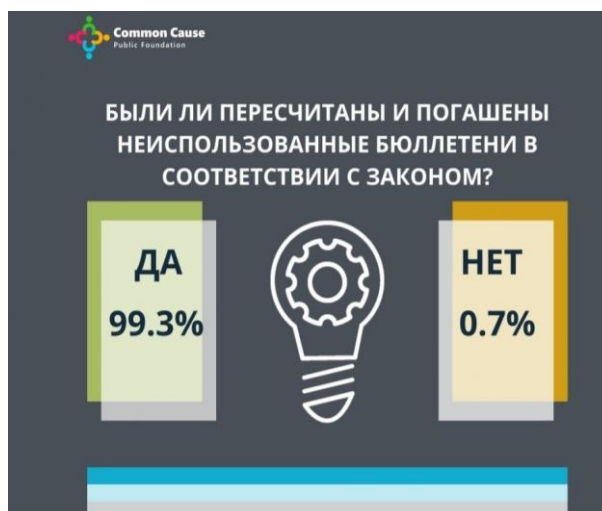 Common Cause
Public Foundation
БЫЛИ ЛИ ПЕРЕСЧИТАНЫ И ПОГАШЕНЫ
НЕИСПОЛЬЗОВАННЫЕ БЮЛЛЕТЕНИ В
СООТВЕТСТВИИ С ЗАКОНОМ?
ДА
99.3%
НЕТ
0.7%